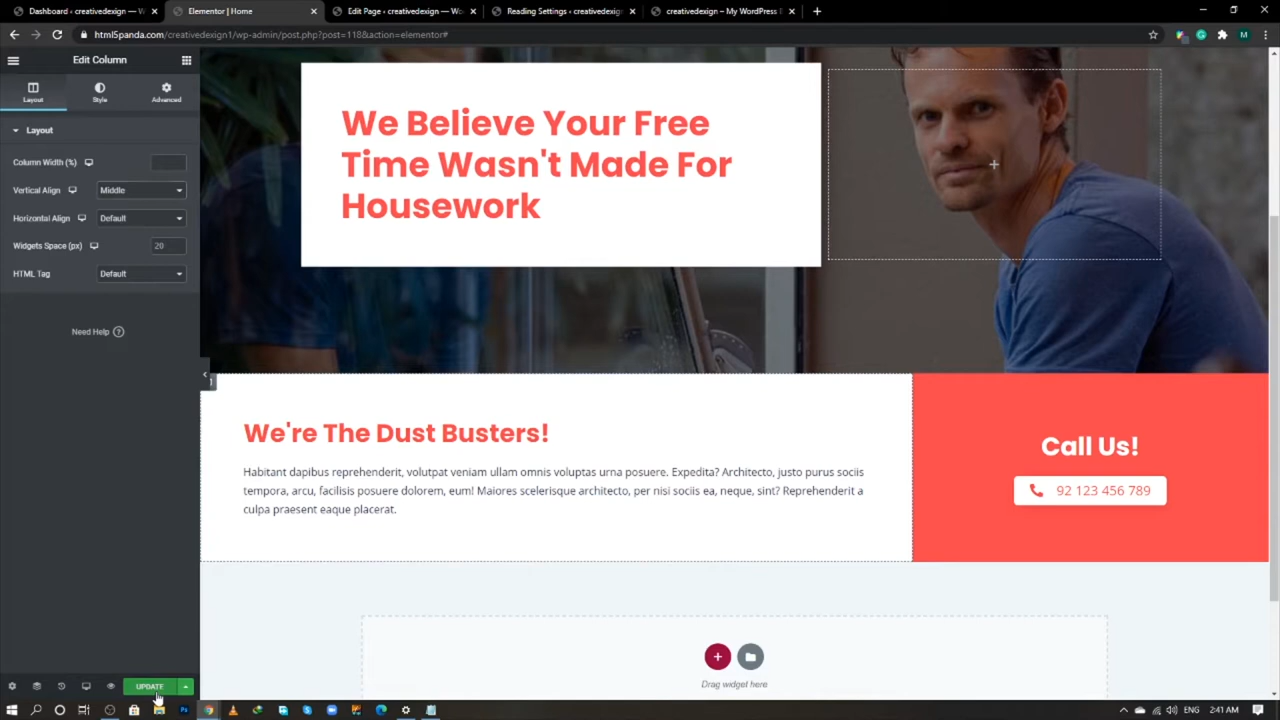 Dashboard ‹ creativedexign — W
Elementor | Home
Edit Page ‹ creativedexign — Wo
Reading Settings ‹ creativedexign
creativedexign – My WordPress
htmlSpanda.com/creativedexign1/wp-admin/post.php?post=118&action=elementor#
M
Edit Column
Layout
Style
Advanced
Layout
Column Width (%)
Vertical Align
Middle
Horizontal Align
Default
Widgets Space (px)
20
HTML Tag
Default
Need Help
UPDATE
We Believe Your Free
Time Wasn't Made For
Housework
We're The Dust Busters!
Habitant dapibus reprehenderit, volutpat veniam ullam omnis voluptas urna posuere. Expedita? Architecto, justo purus sociis
tempora, arcu, facilisis posuere dolorem, eum! Maiores scelerisque architecto, per nisi sociis ea, neque, sint? Reprehenderit a
culpa praesent eaque placerat.
Call Us!
92 123 456 789
Drag widget here
ENG
2:41 AM